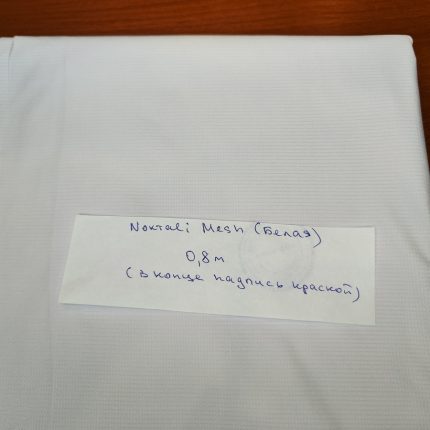 Noktali Mesh (Белая)
0,8 м
(в конце надпись краской)